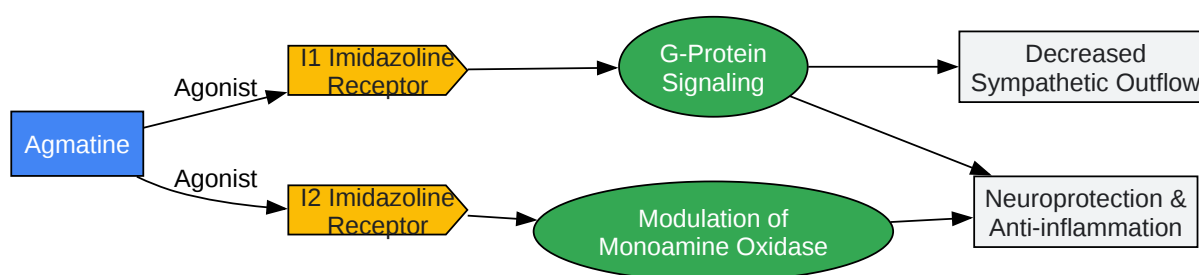 Agmatine
Agonist
Agonist
I1 Imidazoline
Receptor
I2 Imidazoline
Receptor
G-Protein
Signaling
Modulation of
Monoamine Oxidase
Decreased
Sympathetic Outflow
Neuroprotection &
Anti-inflammation